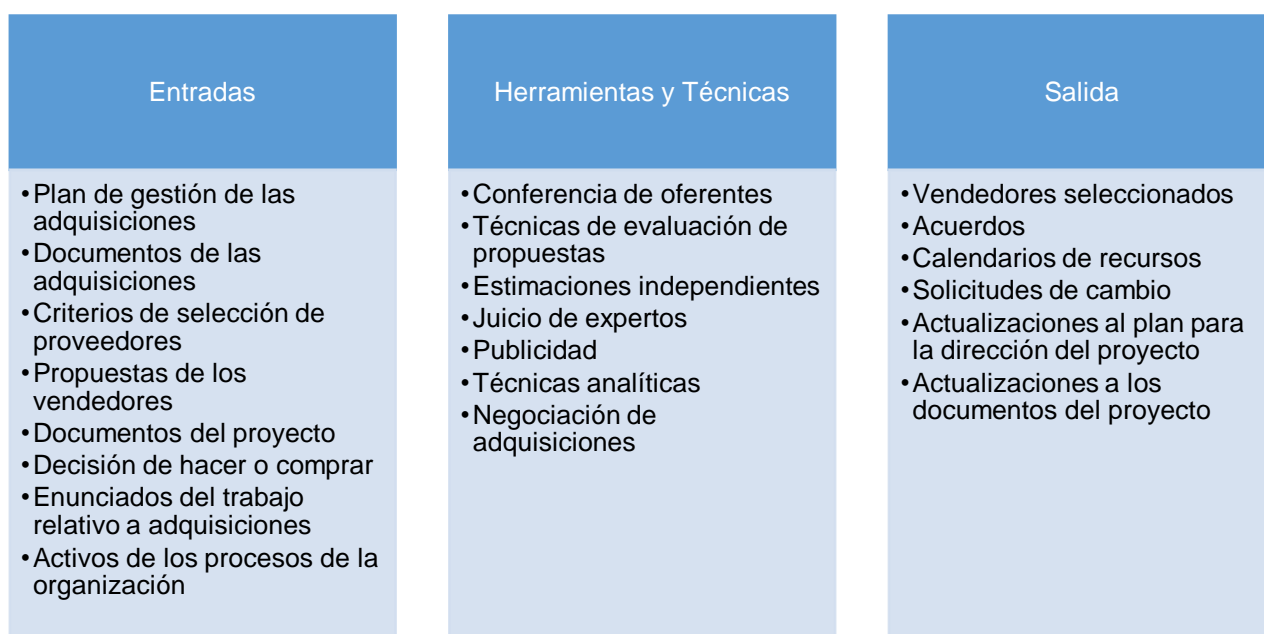 Entradas
•Plan de gestión de las
adquisiciones
•Documentos de las
adquisiciones
•Criterios de selección de
proveedores
•Propuestas de los
vendedores
•Documentos del proyecto
•Decisión de hacer o comprar
•Enunciados del trabajo
relativo a adquisiciones
•Activos de los procesos de la
organización
Herramientas y Técnicas
•Conferencia de oferentes
•Técnicas de evaluación de
propuestas
•Estimaciones independientes
•Juicio de expertos
•Publicidad
•Técnicas analíticas
•Negociación de
adquisiciones
Salida
•Vendedores seleccionados
•Acuerdos
•Calendarios de recursos
•Solicitudes de cambio
•Actualizaciones al plan para
la dirección del proyecto
•Actualizaciones a los
documentos del proyecto